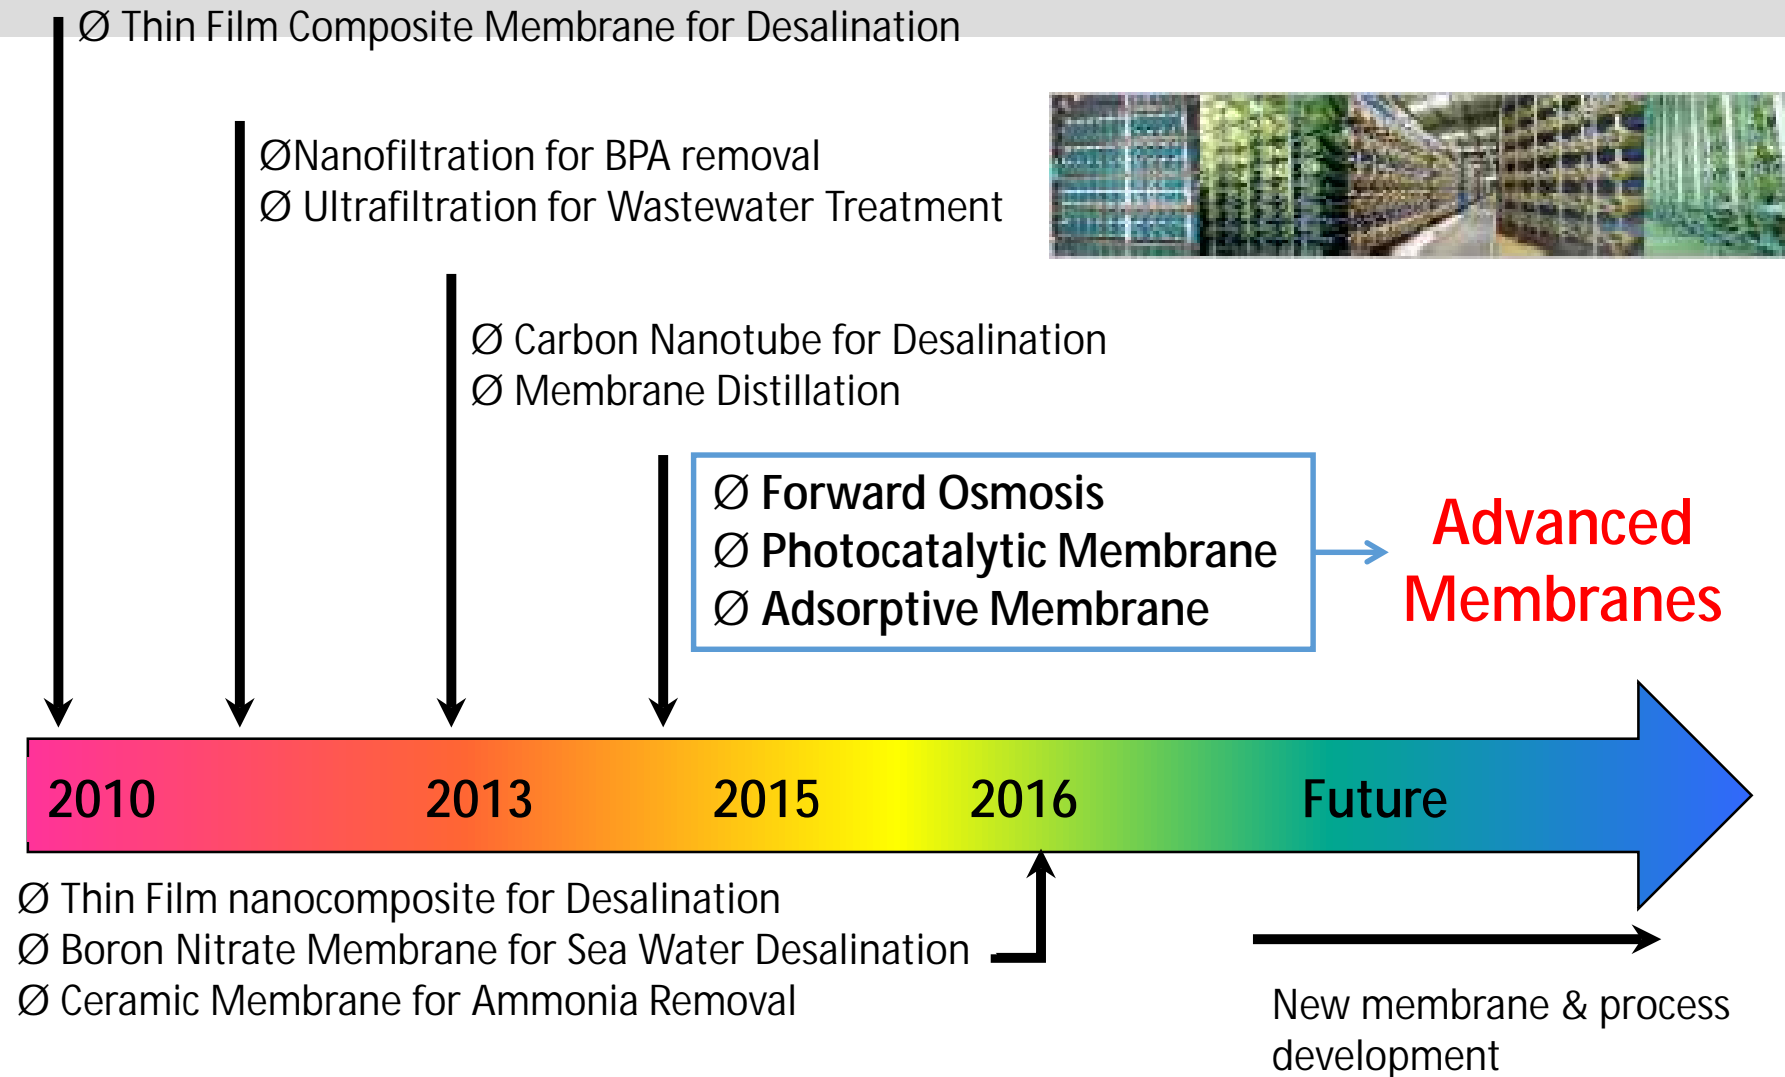 Ø Thin Film Composite Membrane for Desalination
ØNanofiltration for BPA removal
Ø Ultrafiltration for Wastewater Treatment
Ø Carbon Nanotube for Desalination
Ø Membrane Distillation
Ø Forward Osmosis
Ø Photocatalytic Membrane
Ø Adsorptive Membrane
Advanced
Membranes
2010 2013 2015 2016 Future
Ø Thin Film nanocomposite for Desalination
Ø Boron Nitrate Membrane for Sea Water Desalination
Ø Ceramic Membrane for Ammonia Removal
New membrane & process
development